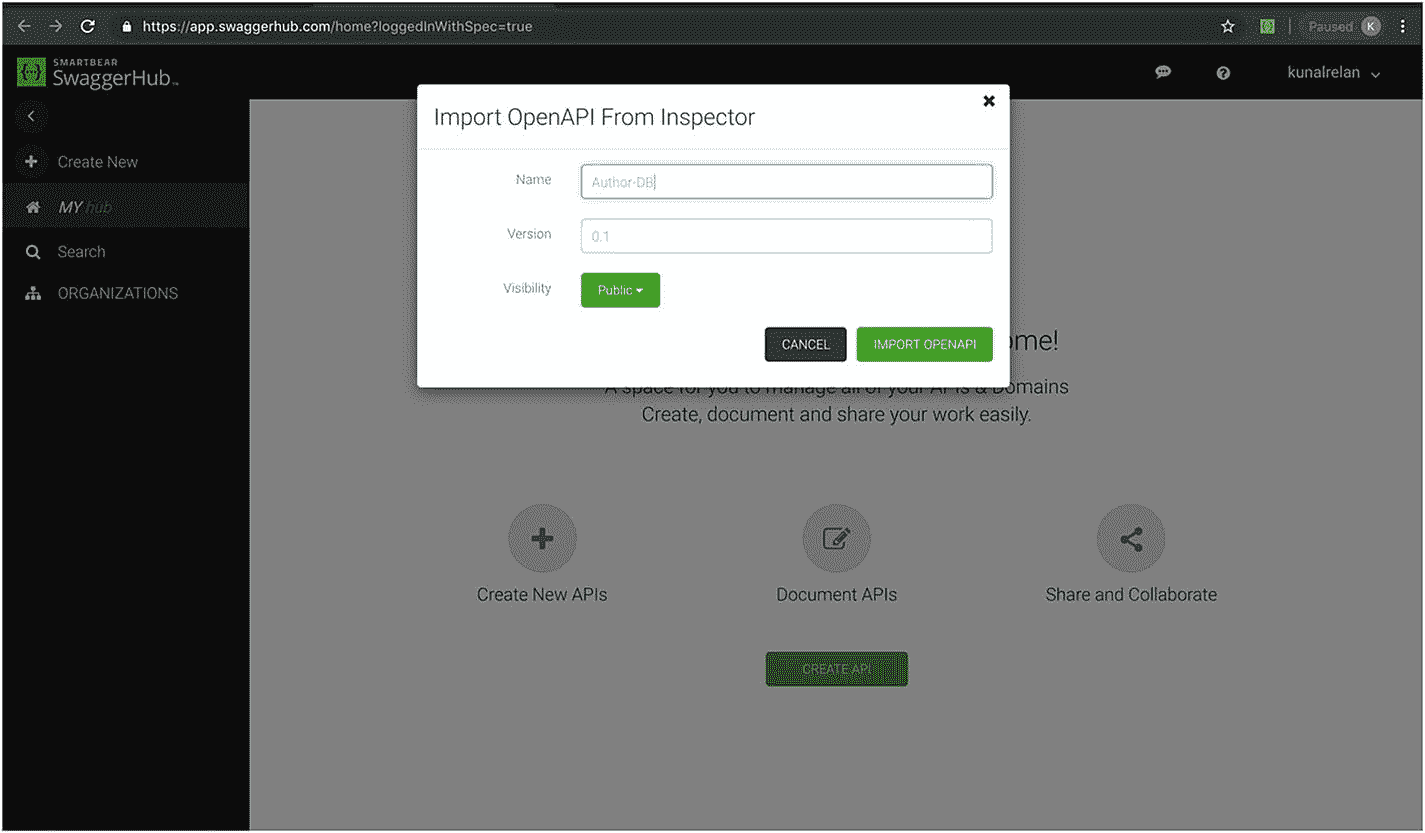 https://app.swaggerhub.com/home?loggedInWithSpec=true
Paused K
SMARTBEAR
SwaggerHub™
kunalrelan
Import OpenAPI From Inspector
Name
Author-DB
Version
0.1
Visibility
Public
CANCEL
IMPORT OPENAPI
Create New
MY hub
Search
ORGANIZATIONS
ome!
A space for you to manage all of your APIs & Domains
Create, document and share your work easily.
Create New APIs
Document APIs
Share and Collaborate
CREATE API